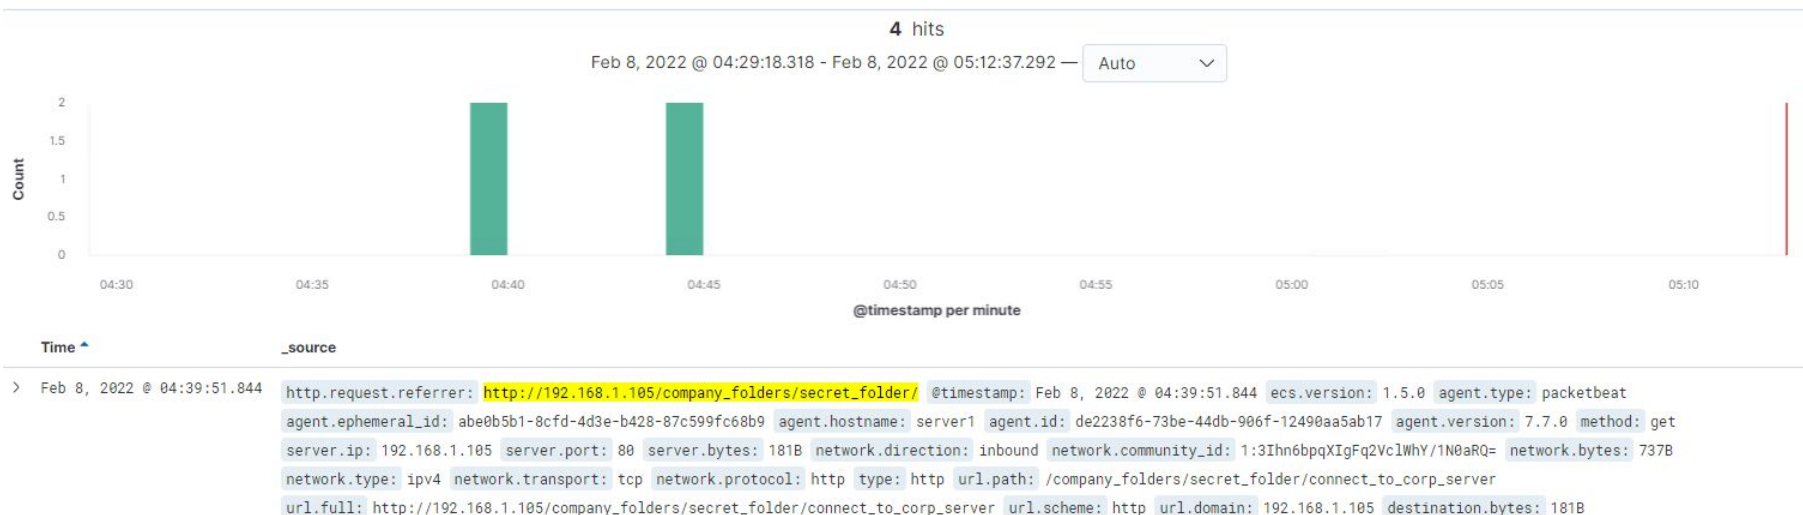 4 hits
Feb 8, 2022 @ 04:29:18.318 - Feb 8, 2022 @ 05:12:37.292 — Auto
2
1.5
1
0.5
0
Count
04:30 04:35 04:40 04:45 04:50 04:55 05:00 05:05 05:10
@timestamp per minute
Time _source
Feb 8, 2022 @ 04:39:51.844 http.request.referrer: http://192.168.1.105/company_folders/secret_folder/ @timestamp: Feb 8, 2022 @ 04:39:51.844 ecs.version: 1.5.0 agent.type: packetbeat
agent.ephemeral_id: abe0b5b1-8cfd-4d3e-b428-87c599fc68b9 agent.hostname: server1 agent.id: de2238f6-73be-44db-906f-12490aa5ab17 agent.version: 7.7.0 method: get
server.ip: 192.168.1.105 server.port: 80 server.bytes: 181B network.direction: inbound network.community_id: 1:3Ihn6bpqXIgFq2VclWhY/1N0aRQ= network.bytes: 737B
network.type: ipv4 network.transport: tcp network.protocol: http type: http url.path: /company_folders/secret_folder/connect_to_corp_server
url.full: http://192.168.1.105/company_folders/secret_folder/connect_to_corp_server url.scheme: http url.domain: 192.168.1.105 destination.bytes: 181B